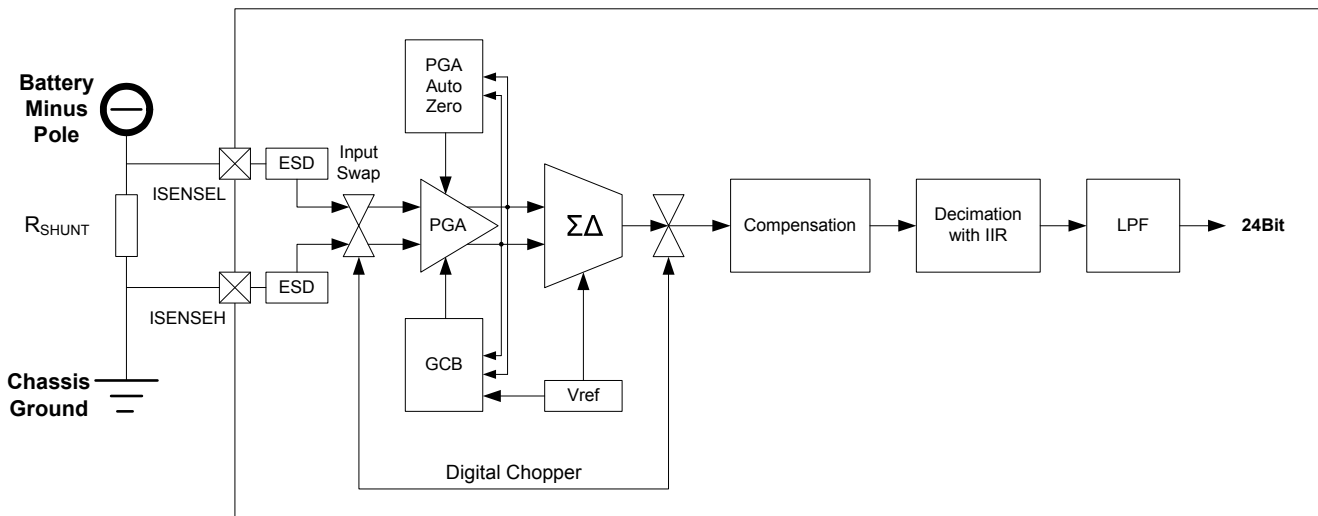 Battery
Minus
Pole
ISENSEL
RSHUNT
ISENSEH
Chassis
Ground
ESD
ESD
Input
Swap
PGA
Auto
Zero
PGA
GCB
ΣΔ
Vref
Digital Chopper
Compensation
Decimation
with IIR
LPF
24Bit